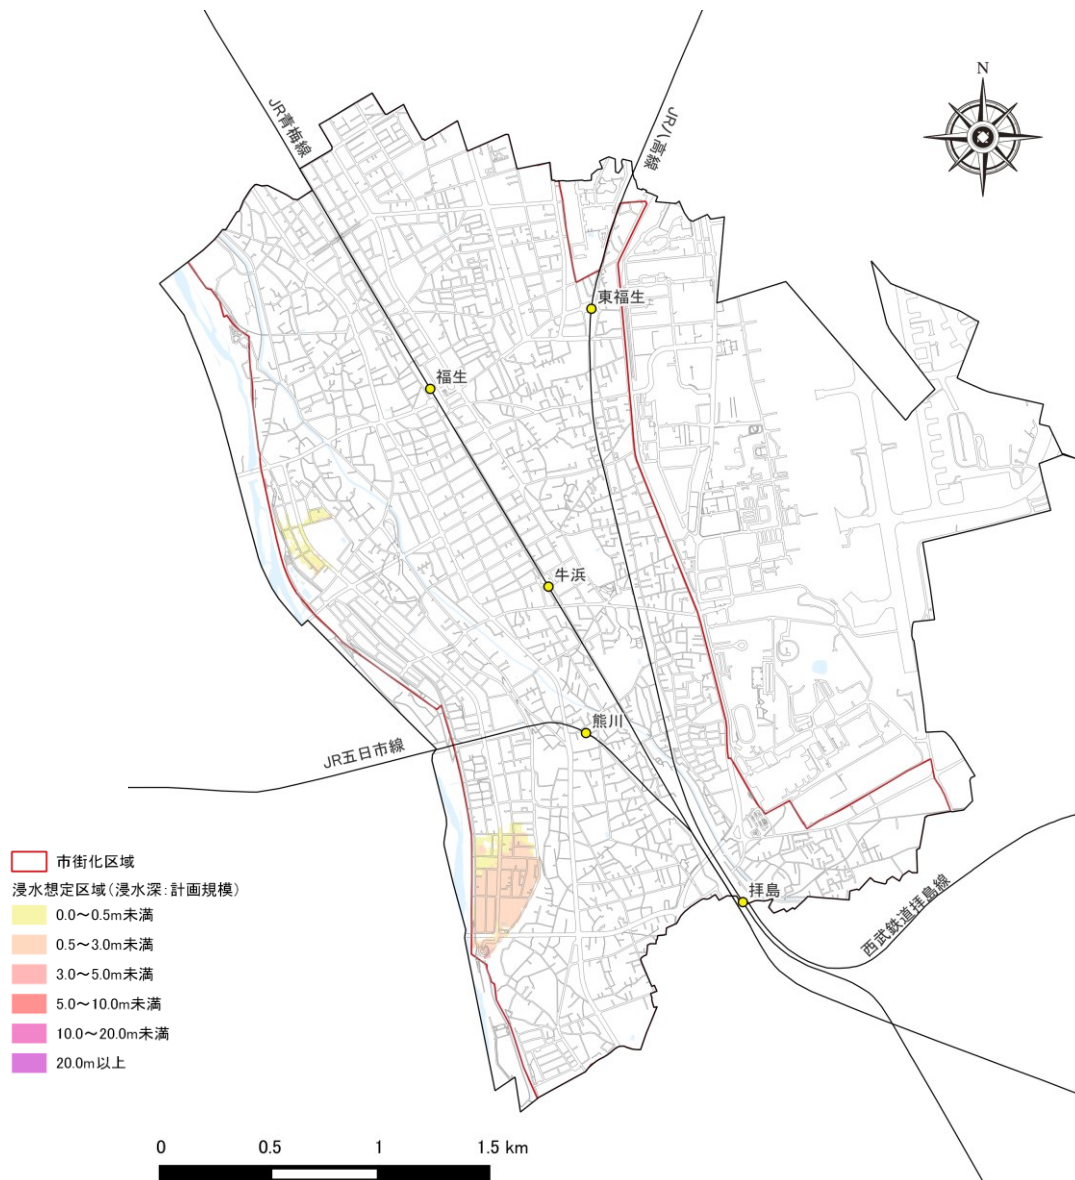 N
JR青梅線
JR八高線
東福生
福生
牛浜
熊川
JR五日市線
拝島
西武鉄道拝島線
市街化区域
浸水想定区域(浸水深:計画規模)
0.0～0.5m未満
0.5～3.0m未満
3.0～5.0m未満
5.0～10.0m未満
10.0～20.0m未満
20.0m以上
0 0.5 1 1.5 km